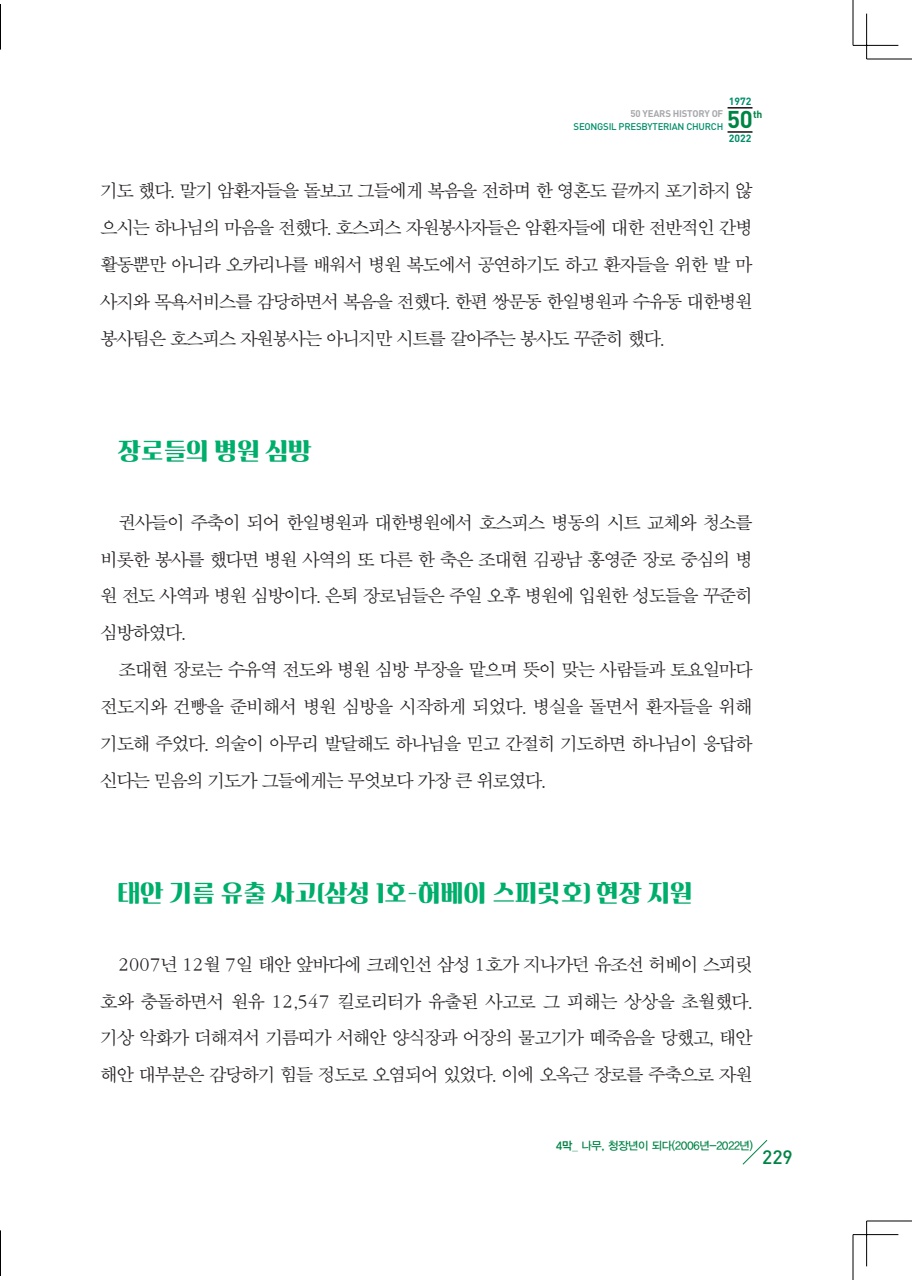 1972
50 YEARS HISTORY OF
SEONGSIL PRESBYTERIAN CHURCH
50th
2022
기도 했다. 말기 암환자들을 돌보고 그들에게 복음을 전하며 한 영혼도 끝까지 포기하지 않
으시는 하나님의 마음을 전했다. 호스피스 자원봉사자들은 암환자들에 대한 전반적인 간병
활동뿐만 아니라 오카리나를 배워서 병원 복도에서 공연하기도 하고 환자들을 위한 발 마
사지와 목욕서비스를 감당하면서 복음을 전했다. 한편 쌍문동 한일병원과 수유동 대한병원
봉사팀은 호스피스 자원봉사는 아니지만 시트를 갈아주는 봉사도 꾸준히 했다.
장로들의 병원 심방
권사들이 주축이 되어 한일병원과 대한병원에서 호스피스 병동의 시트 교체와 청소를
비롯한 봉사를 했다면 병원 사역의 또 다른 한 축은 조대현 김광남 홍영준 장로 중심의 병
원 전도 사역과 병원 심방이다. 은퇴 장로님들은 주일 오후 병원에 입원한 성도들을 꾸준히
심방하였다.
조대현 장로는 수유역 전도와 병원 심방 부장을 맡으며 뜻이 맞는 사람들과 토요일마다
전도지와 건빵을 준비해서 병원 심방을 시작하게 되었다. 병실을 돌면서 환자들을 위해
기도해 주었다. 의술이 아무리 발달해도 하나님을 믿고 간절히 기도하면 하나님이 응답하
신다는 믿음의 기도가 그들에게는 무엇보다 가장 큰 위로였다.
태안 기름 유출 사고(삼성 1호-허베이 스피릿호) 현장 지원
2007년 12월 7일 태안 앞바다에 크레인선 삼성 1호가 지나가던 유조선 허베이 스피릿
호와 충돌하면서 원유 12,547 킬로리터가 유출된 사고로 그 피해는 상상을 초월했다.
기상 악화가 더해져서 기름띠가 서해안 양식장과 어장의 물고기가 떼죽음을 당했고, 태안
해안 대부분은 감당하기 힘들 정도로 오염되어 있었다. 이에 오옥근 장로를 주축으로 자원
4막_ 나무, 청장년이 되다(2006년-2022년)
229